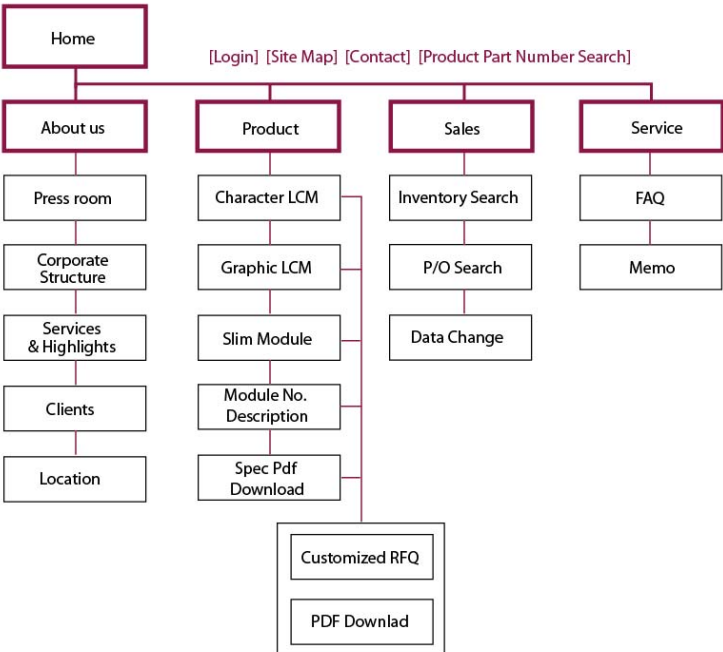 Home
[Login] [Site Map] [Contact] [Product Part Number Search]
About us
Product
Sales
Service
Press room
Character LCM
Inventory Search
FAQ
Corporate
Structure
Graphic LCM
P/O Search
Memo
Services
& Highlights
Slim Module
Data Change
Clients
Module No.
Description
Location
Spec Pdf
Download
Customized RFQ
PDF Downlad